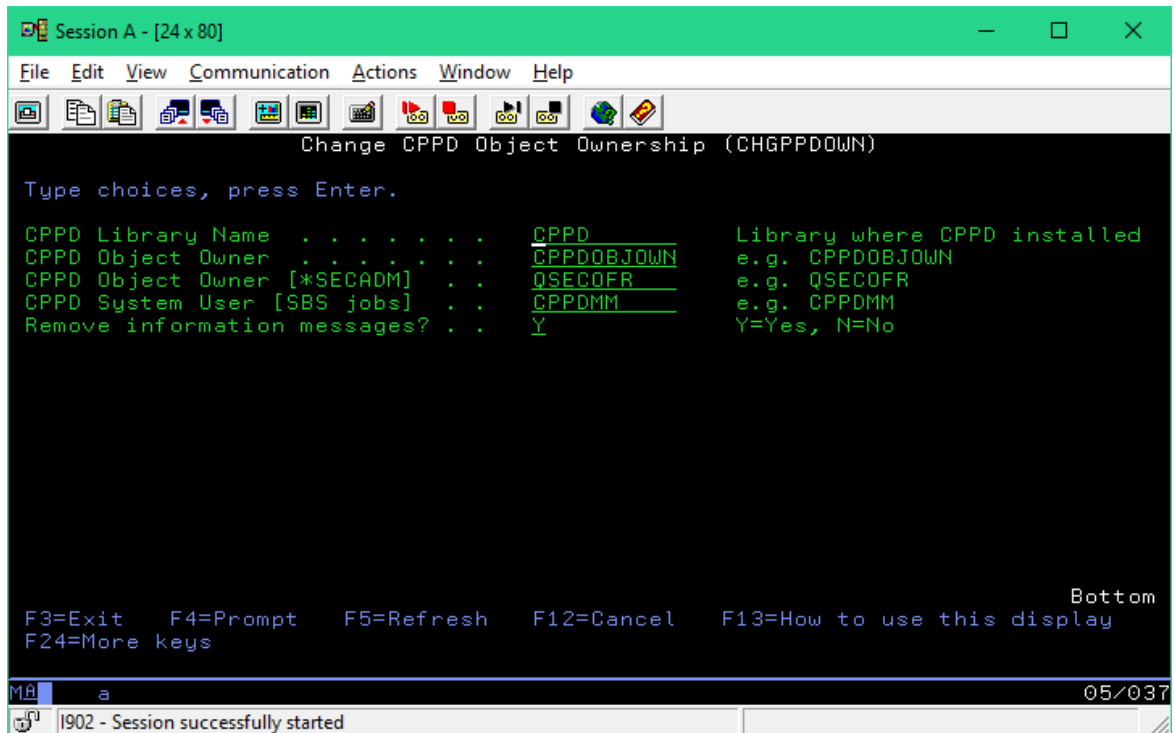 Session A - [24 x 80]
File Edit View Communication Actions Window Help
Change CPPD Object Ownership (CHGPPDOWN)
Type choices, press Enter.
CPPD Library Name . . . . . . . CPPD Library where CPPD installed
CPPD Object Owner . . . . . . . CPPDOBJOWN e.g. CPPDOBJOWN
CPPD Object Owner [*SECADM] . . QSECOFR e.g. QSECOFR
CPPD System User [SBS jobs] . . CPPDMM e.g. CPPDMM
Remove information messages? . . Y Y=Yes, N=No
Bottom
F3=Exit F4=Prompt F5=Refresh F12=Cancel F13=How to use this display
F24=More keys
MA a 05/037
I902 - Session successfully started